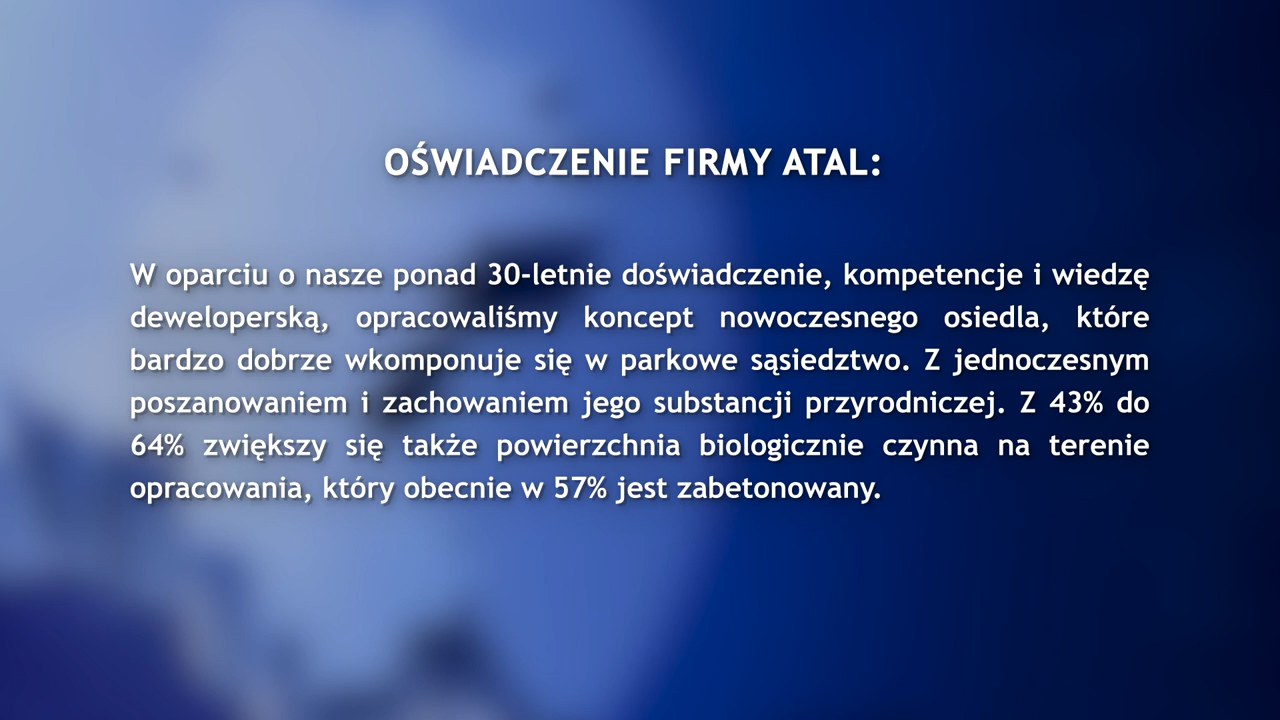 OŚWIADCZENIE FIRMY ATAL:
W oparciu o nasze ponad 30-letnie doświadczenie, kompetencje i wiedzę
deweloperską, opracowaliśmy koncept nowoczesnego osiedla, które
bardzo dobrze wkomponuje się w parkowe sąsiedztwo. Z jednoczesnym
poszanowaniem i zachowaniem jego substancji przyrodniczej. Z 43% do
64% zwiększy się także powierzchnia biologicznie czynna na terenie
opracowania, który obecnie w 57% jest zabetonowany.